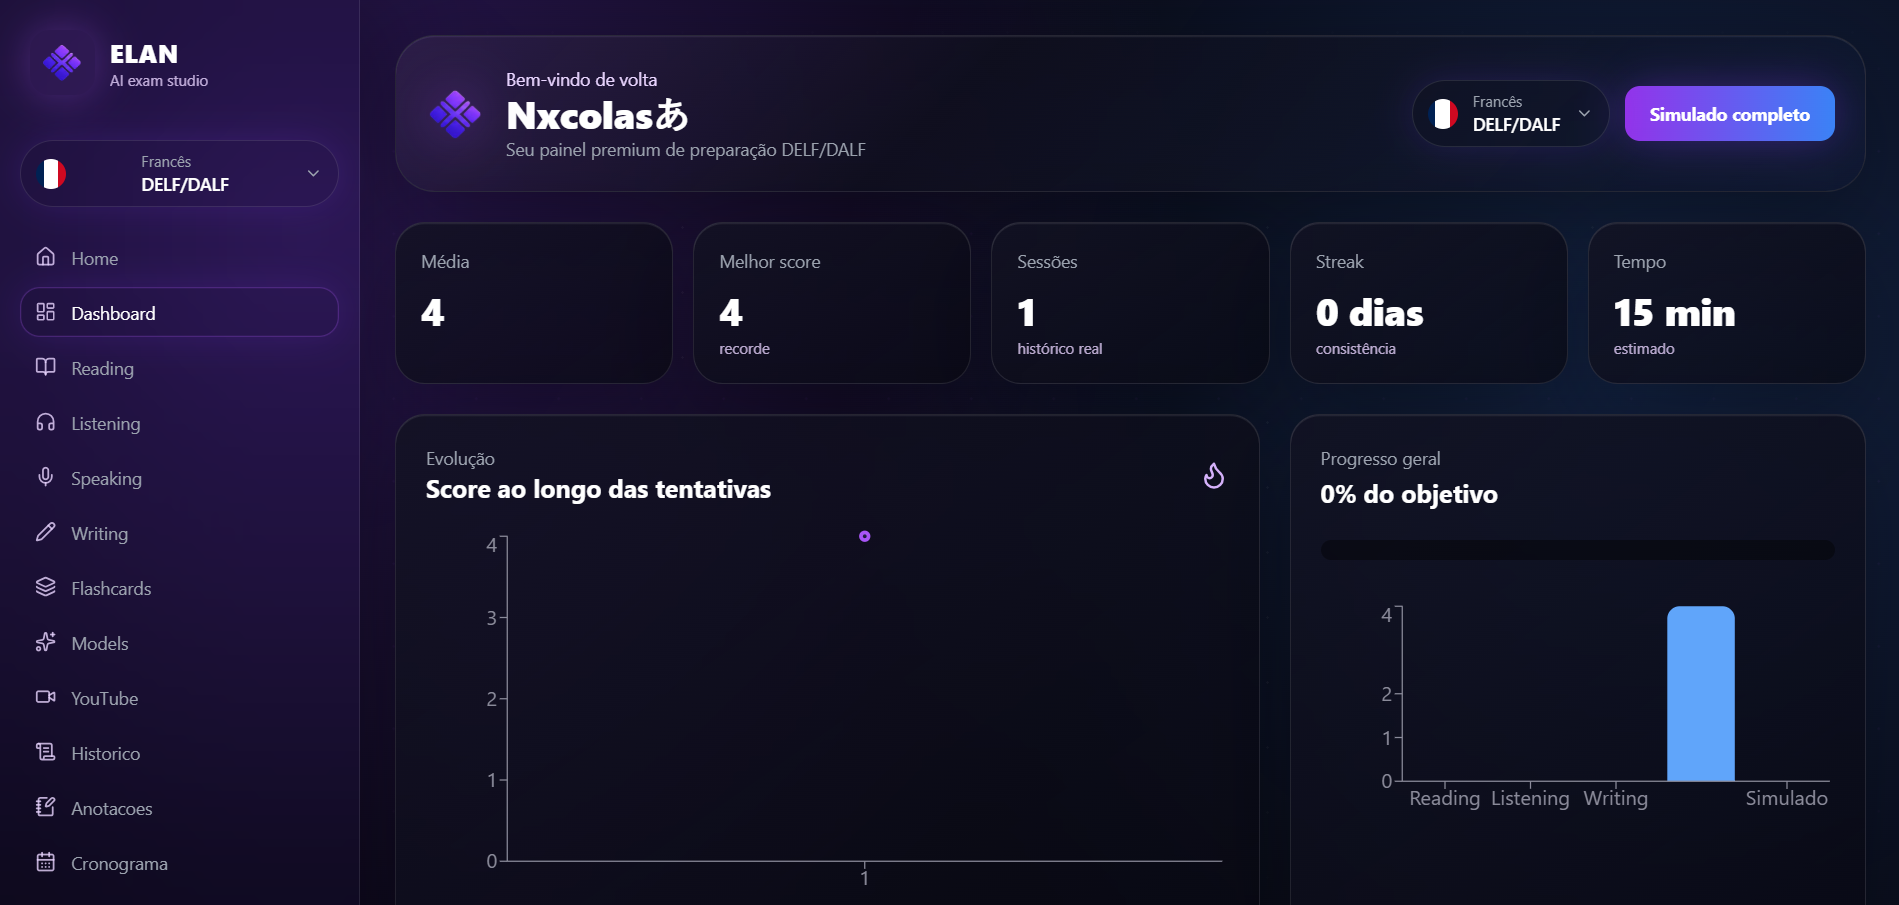 ELAN
AI exam studio
Francês
DELF/DALF
Home
Dashboard
Reading
Listening
Speaking
Writing
Flashcards
Models
YouTube
Historico
Anotacoes
Cronograma
Bem-vindo de volta
Nxcolasあ
Seu painel premium de preparação DELF/DALF
Francês
DELF/DALF
Simulado completo
Média
4
Melhor score
4
recorde
Sessões
1
histórico real
Streak
0 dias
consistência
Tempo
15 min
estimado
Evolução
Score ao longo das tentativas
4
3
2
1
0
1
Progresso geral
0% do objetivo
4
2
1
0
Reading Listening Writing Simulado